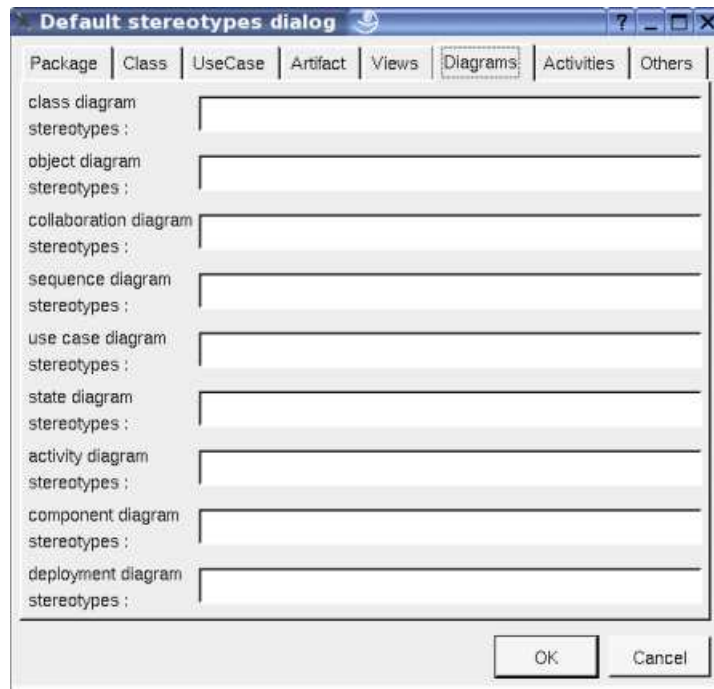 Default stereotypes dialog ? _ □ X
Package Class UseCase Artifact Views Diagrams Activities Others
class diagram
stereotypes :
object diagram
stereotypes :
collaboration diagram
stereotypes :
sequence diagram
stereotypes :
use case diagram
stereotypes :
state diagram
stereotypes :
activity diagram
stereotypes :
component diagram
stereotypes :
deployment diagram
stereotypes :
OK Cancel